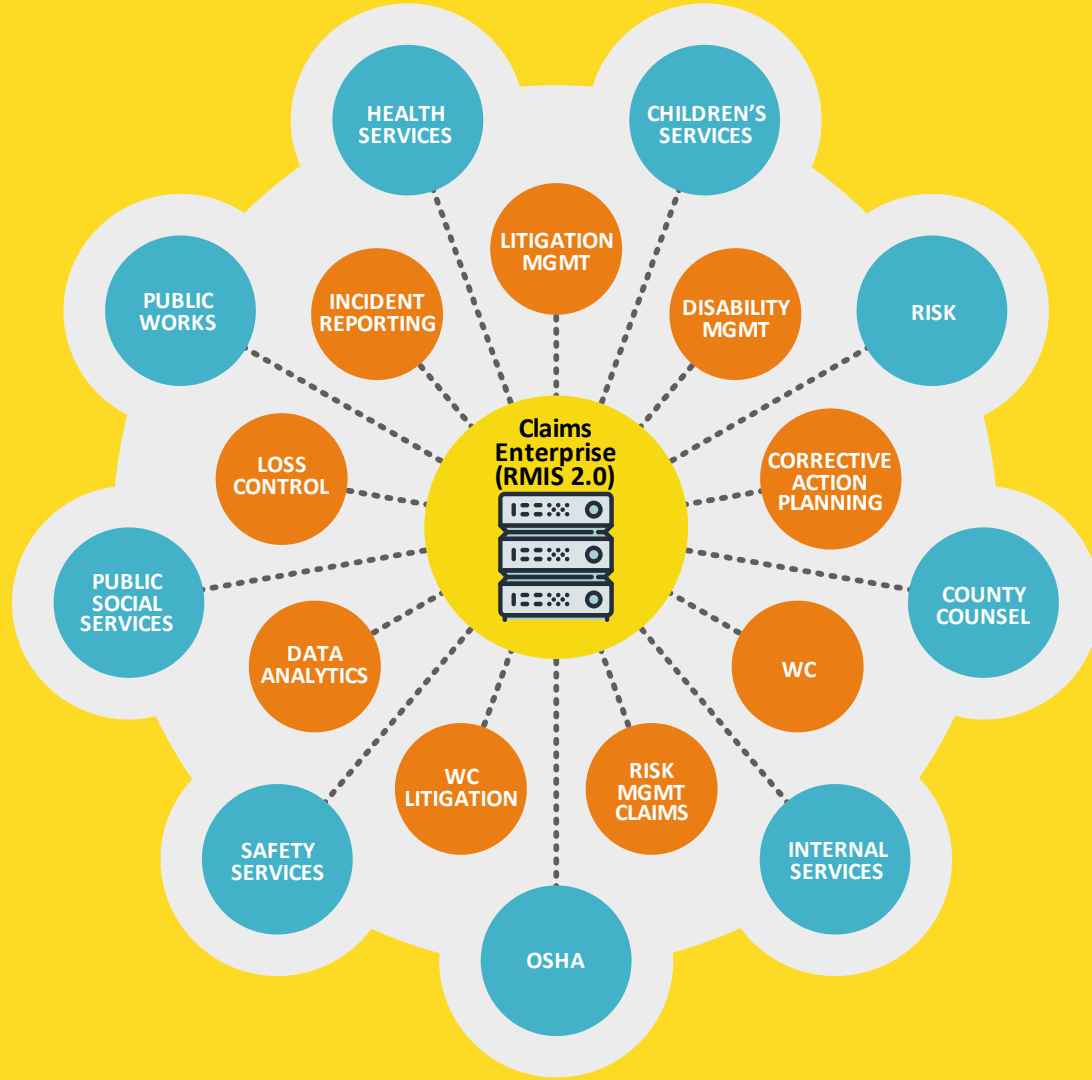 HEALTH
SERVICES
CHILDREN'S
SERVICES
LITIGATION
MGMT
PUBLIC
WORKS
INCIDENT
REPORTING
DISABILITY
MGMT
RISK
Claims
Enterprise
(RMIS 2.0)
LOSS
CONTROL
CORRECTIVE
ACTION
PLANNING
PUBLIC
SOCIAL
SERVICES
COUNTY
COUNSEL
DATA
ANALYTICS
WC
WC
LITIGATION
RISK
MGMT
CLAIMS
SAFETY
SERVICES
INTERNAL
SERVICES
OSHA